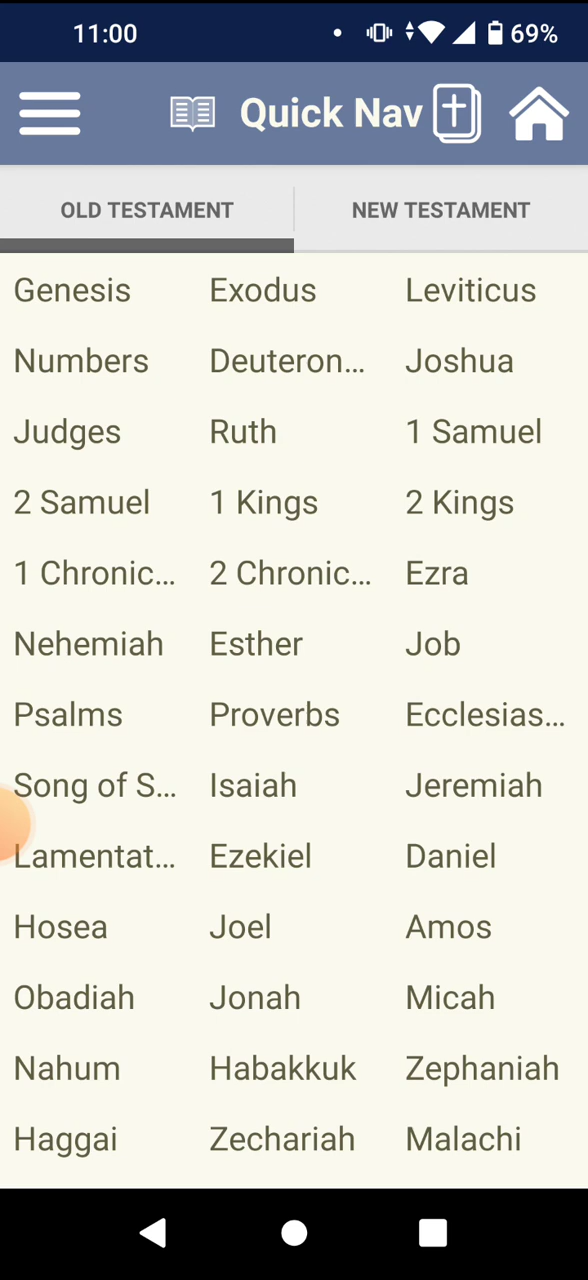 11:00 69%
Quick Nav
OLD TESTAMENT NEW TESTAMENT
Genesis Exodus Leviticus
Numbers Deuteron... Joshua
Judges Ruth 1 Samuel
2 Samuel 1 Kings 2 Kings
1 Chronic... 2 Chronic... Ezra
Nehemiah Esther Job
Psalms Proverbs Ecclesias...
Song of S... Isaiah Jeremiah
Lamentat... Ezekiel Daniel
Hosea Joel Amos
Obadiah Jonah Micah
Nahum Habakkuk Zephaniah
Haggai Zechariah Malachi